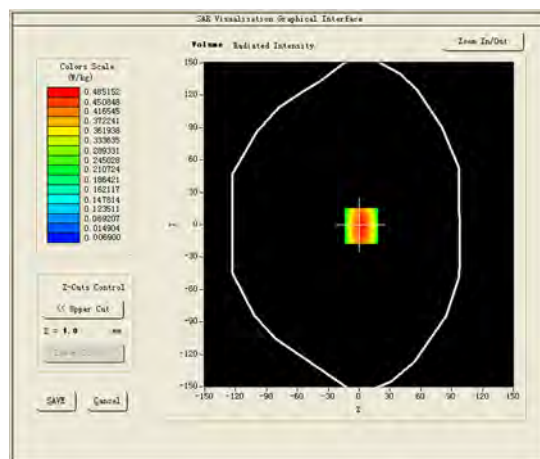 SAR Visualisation Graphical Interface
Volume Radiated Intensity
Zoom In/Out
Colors Scale
(W/kg)
0.485152
0.450848
0.416545
0.372241
0.361938
0.333635
0.289331
0.245028
0.210724
0.186421
0.162117
0.147814
0.123511
0.089207
0.014904
0.006900
150
120
90
60
30
0
-30
-60
-90
-120
-150
-150 -120 -90 -60 -30 0 30 60 90 120 150
Y
Z-Cuts Control
<< Upper Cut
Z = 1.0 mm
SAVE
Cancel